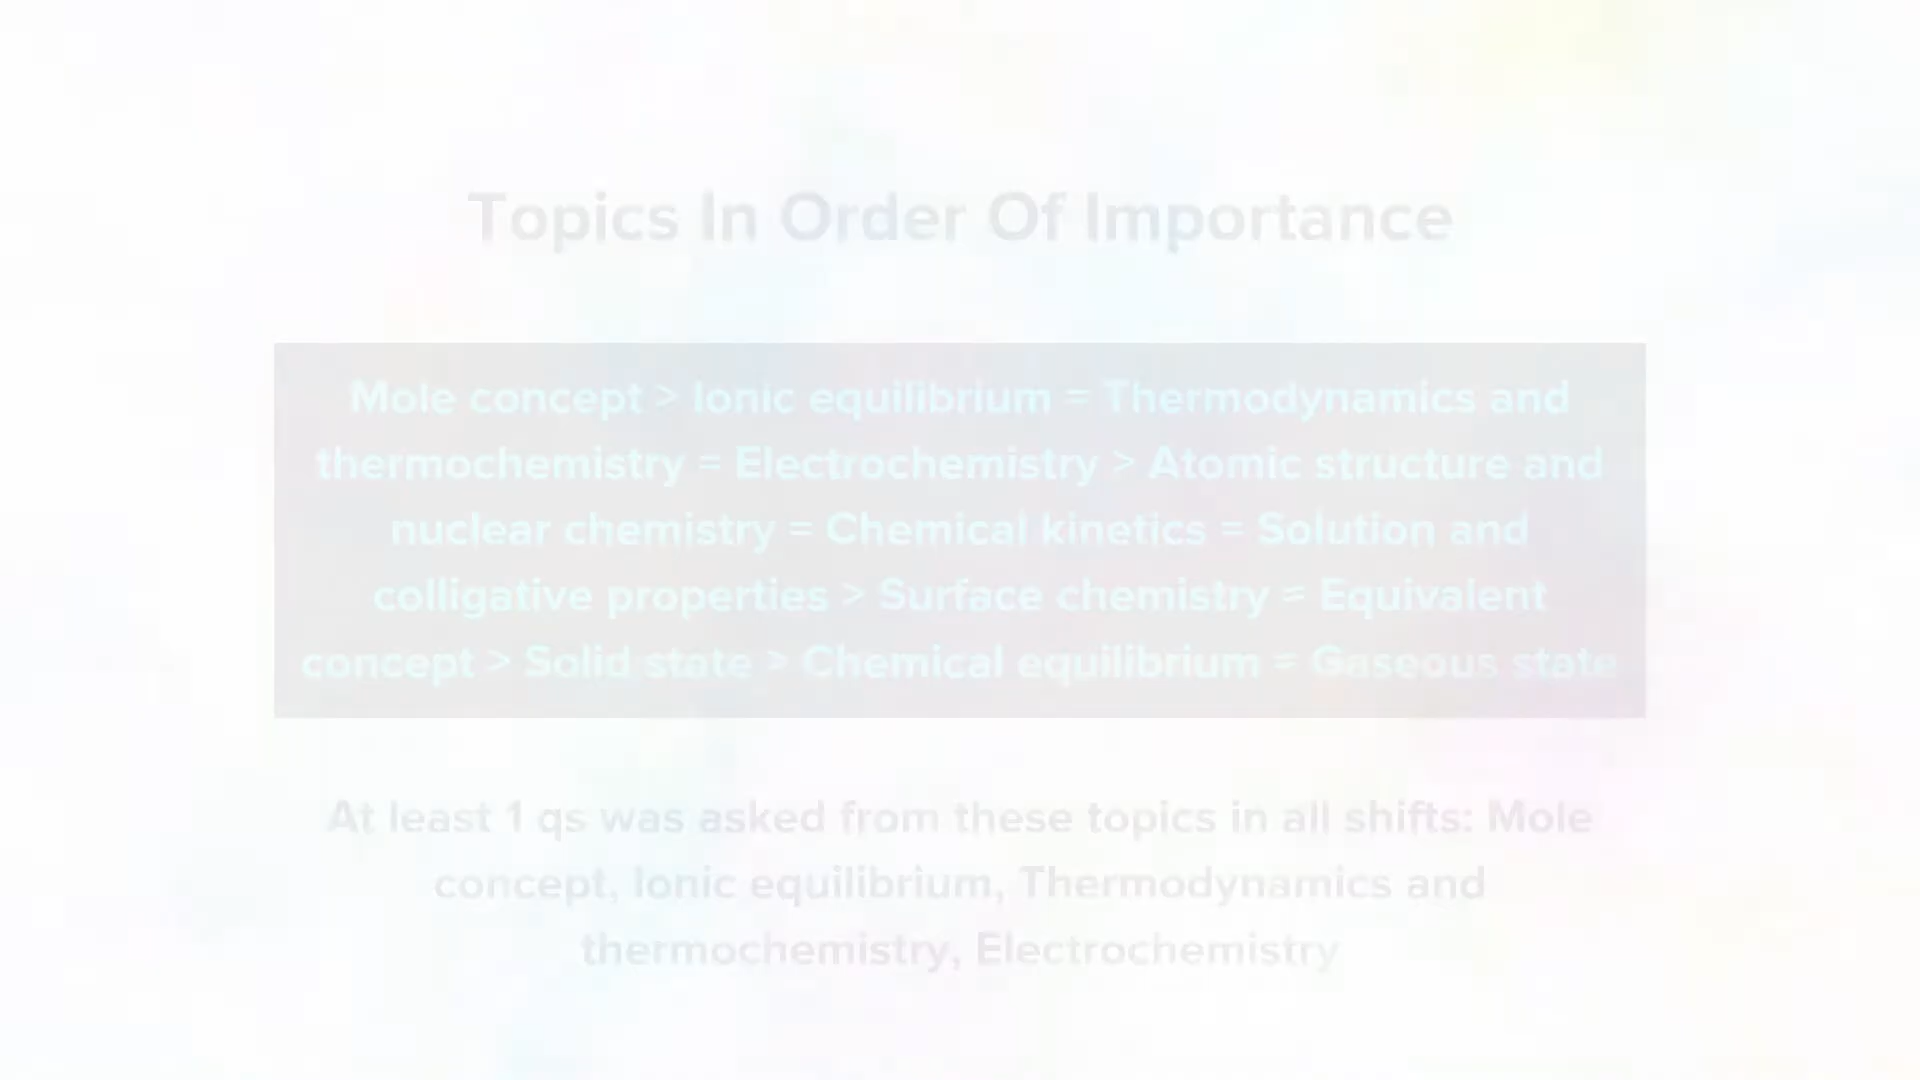 Topics In Order Of Importance
Mole concept > Ionic equilibrium = Thermodynamics and
thermochemistry = Electrochemistry > Atomic structure and
nuclear chemistry = Chemical kinetics = Solution and
colligative properties > Surface chemistry = Equivalent
concept > Solid state > Chemical equilibrium = Gaseous state
At least 1 qs was asked from these topics in all shifts: Mole
concept, Ionic equilibrium, Thermodynamics and
thermochemistry, Electrochemistry